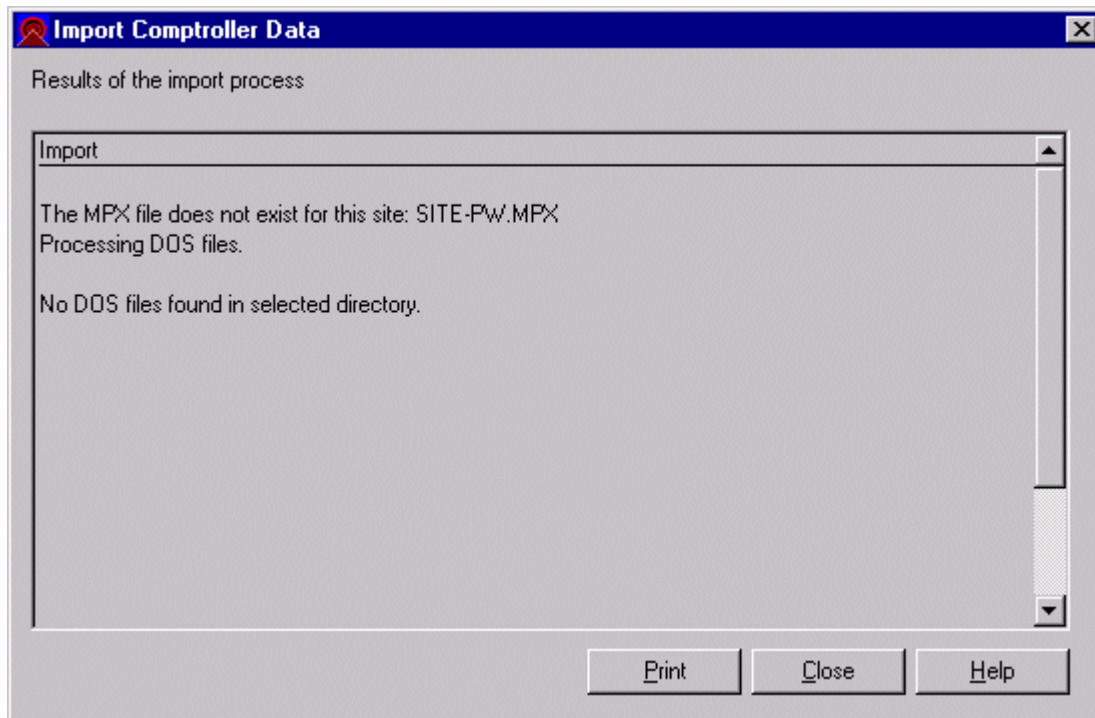 Import Comptroller Data
Results of the import process
Import
The MPX file does not exist for this site: SITE-PW.MPX
Processing DOS files.
No DOS files found in selected directory.
Print Close Help